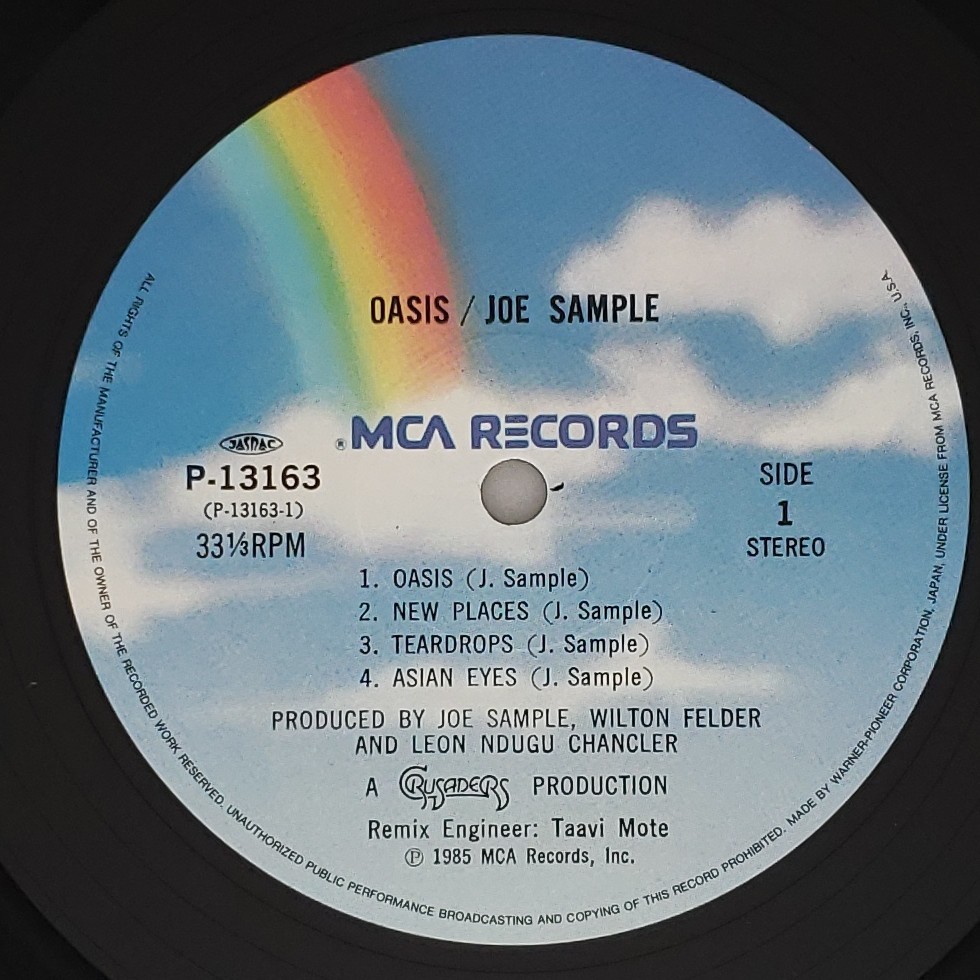 OASIS / JOE SAMPLE
® MCA RECORDS
JASRAC
P-13163
(P-13163-1)
33⅓RPM
SIDE
1
STEREO
1. OASIS (J. Sample)
2. NEW PLACES (J. Sample)
3. TEARDROPS (J. Sample)
4. ASIAN EYES (J. Sample)
PRODUCED BY JOE SAMPLE, WILTON FELDER
AND LEON NDUGU CHANCLER
A CRUSADERS PRODUCTION
Remix Engineer: Taavi Mote
℗ 1985 MCA Records, Inc.
ALL RIGHTS OF THE MANUFACTURER AND OF THE OWNER OF THE RECORDED WORK RESERVED. UNAUTHORIZED PUBLIC PERFORMANCE BROADCASTING AND COPYING OF THIS RECORD PROHIBITED. MADE BY WARNER-PIONEER CORPORATION, JAPAN, UNDER LICENSE FROM MCA RECORDS, INC., U.S.A.